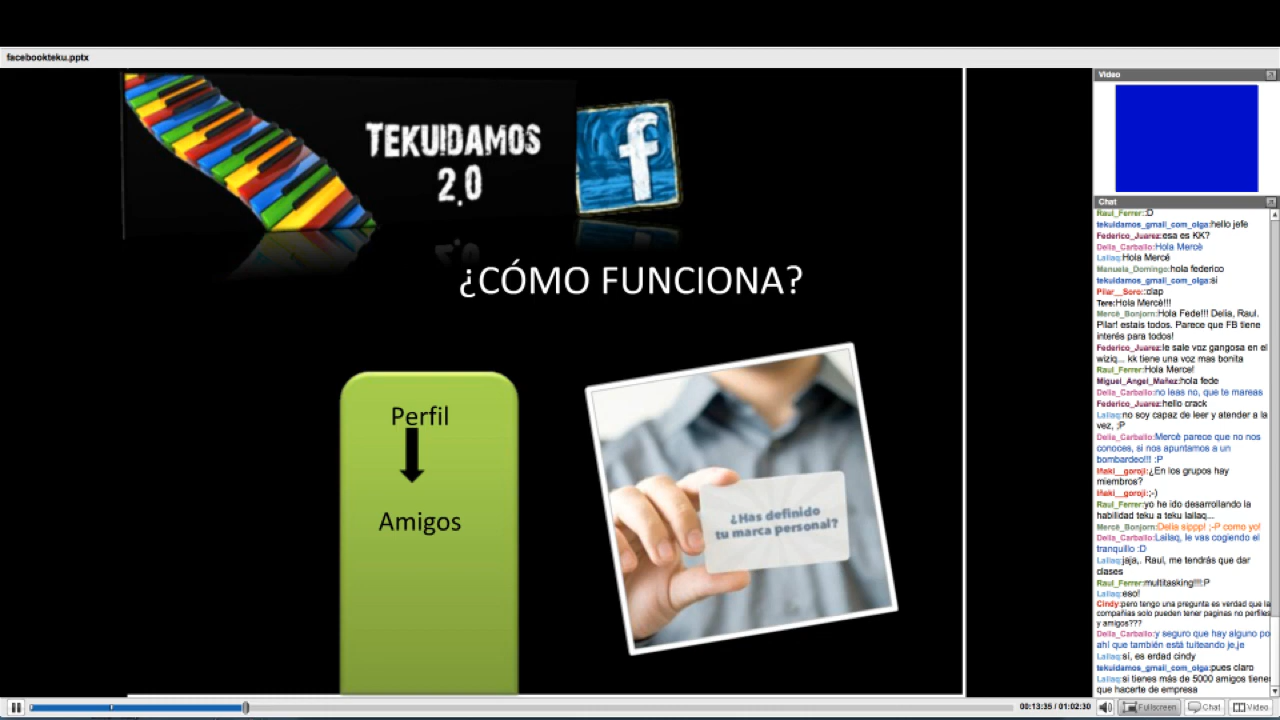 facebookteku.pptx
TEKUIDAMOS
2.0
f
¿CÓMO FUNCIONA?
Perfil
Amigos
¿Has definido
tu marca personal?
Video
Chat
Raul_Ferrer::D
tekuidamos_gmail_com_olga:hello jefe
Federico_Juarez:esa es KK?
Delia_Carballo:Hola Mercè
Lailaq:Hola Mercé
Manuela_Domingo:hola federico
tekuidamos_gmail_com_olga:si
Pilar__Soro::clap
Tere:Hola Mercè!!!
Mercè_Bonjorn:Hola Fede!!! Delia, Raul.
Pilar! estais todos. Parece que FB tiene
interés para todos!
Federico_Juarez:le sale voz gangosa en el
wiziq... kk tiene una voz mas bonita
Raul_Ferrer:Hola Merce!
Miguel_Angel_Mañez:hola fede
Delia_Carballo:no leas no, que te mareas
Federico_Juarez:hello crack
Lailaq:no soy capaz de leer y atender a la
vez, ;P
Delia_Carballo:Mercè parece que no nos
conoces, si nos apuntamos a un
bombardeo!!! :P
Iñaki__goroji:¿En los grupos hay
miembros?
Iñaki__goroji:;-)
Raul_Ferrer:yo he ido desarrollando la
habilidad teku a teku lailaq...
Mercè_Bonjorn:Delia sippp! ;-P como yo!
Delia_Carballo:Lailaq, le vas cogiendo el
tranquillo :D
Lailaq:jaja,. Raul, me tendrás que dar
clases
Raul_Ferrer:multitasking!!!:P
Lailaq:eso!
Cindy:pero tengo una pregunta es verdad que la
compañias solo pueden tener paginas no perfiles
y amigos???
Delia_Carballo:y seguro que hay alguno po
ahí que también está tuiteando je,je
Lailaq:sí, es erdad cindy
tekuidamos_gmail_com_olga:pues claro
Lailaq:si tienes más de 5000 amigos tienes
que hacerte de empresa
00:13:35 / 01:02:30
Fullscreen
Chat
Video